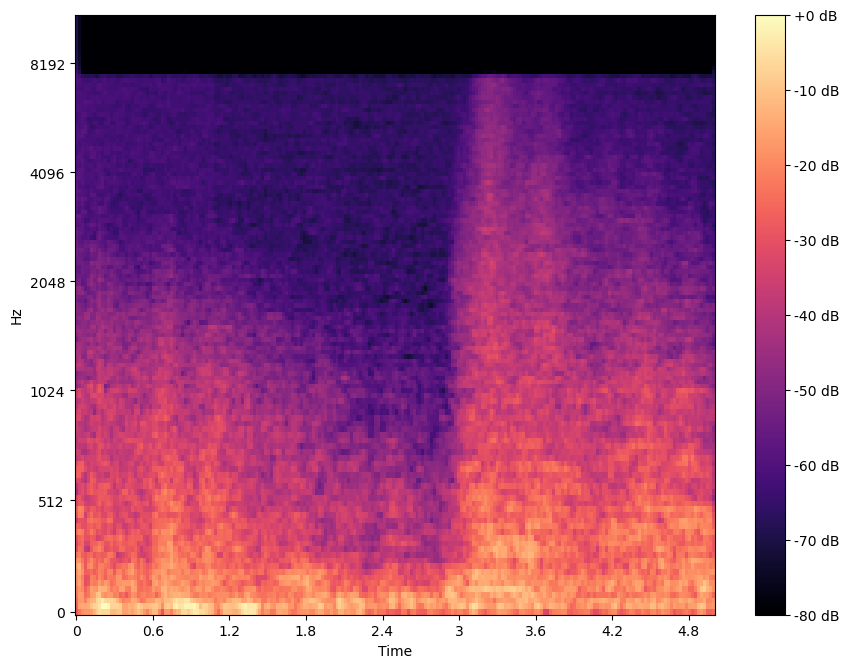 +0 dB
8192
-10 dB
4096
-20 dB
-30 dB
2048
Hz
-40 dB
1024
-50 dB
512
-60 dB
-70 dB
0
-80 dB
0 0.6 1.2 1.8 2.4 3 3.6 4.2 4.8
Time